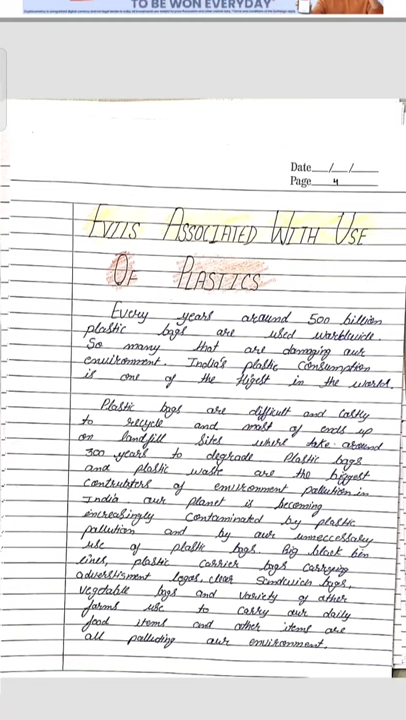 TO BE WON EVERYDAY
Date / /
Page 4
EVILS ASSOCIATED WITH USE
OF PLASTICS
Every years around 500 billion
plastic bags are used worldwide.
So many that are damaging our
environment. India's plastic Consumption
is one of the higest in the world.
Plastic bags are difficult and Costly
to recycle and most of ends up
on landfill Sites where take around
300 years to degrade Plastic bags
and plastic waste are the biggest
contributers of environment pollution in
India. our planet is becoming
increasingly Contaminated by plastic
pollution and by our unneccessary
use of plastic bags. Big black bin
lines, plastic carrier bags carrying
advertisment Logos, clear Sandwich bags,
vegetable bags and Variety of other
forms use to carry our daily
food items and other items are
all polluting our environment.